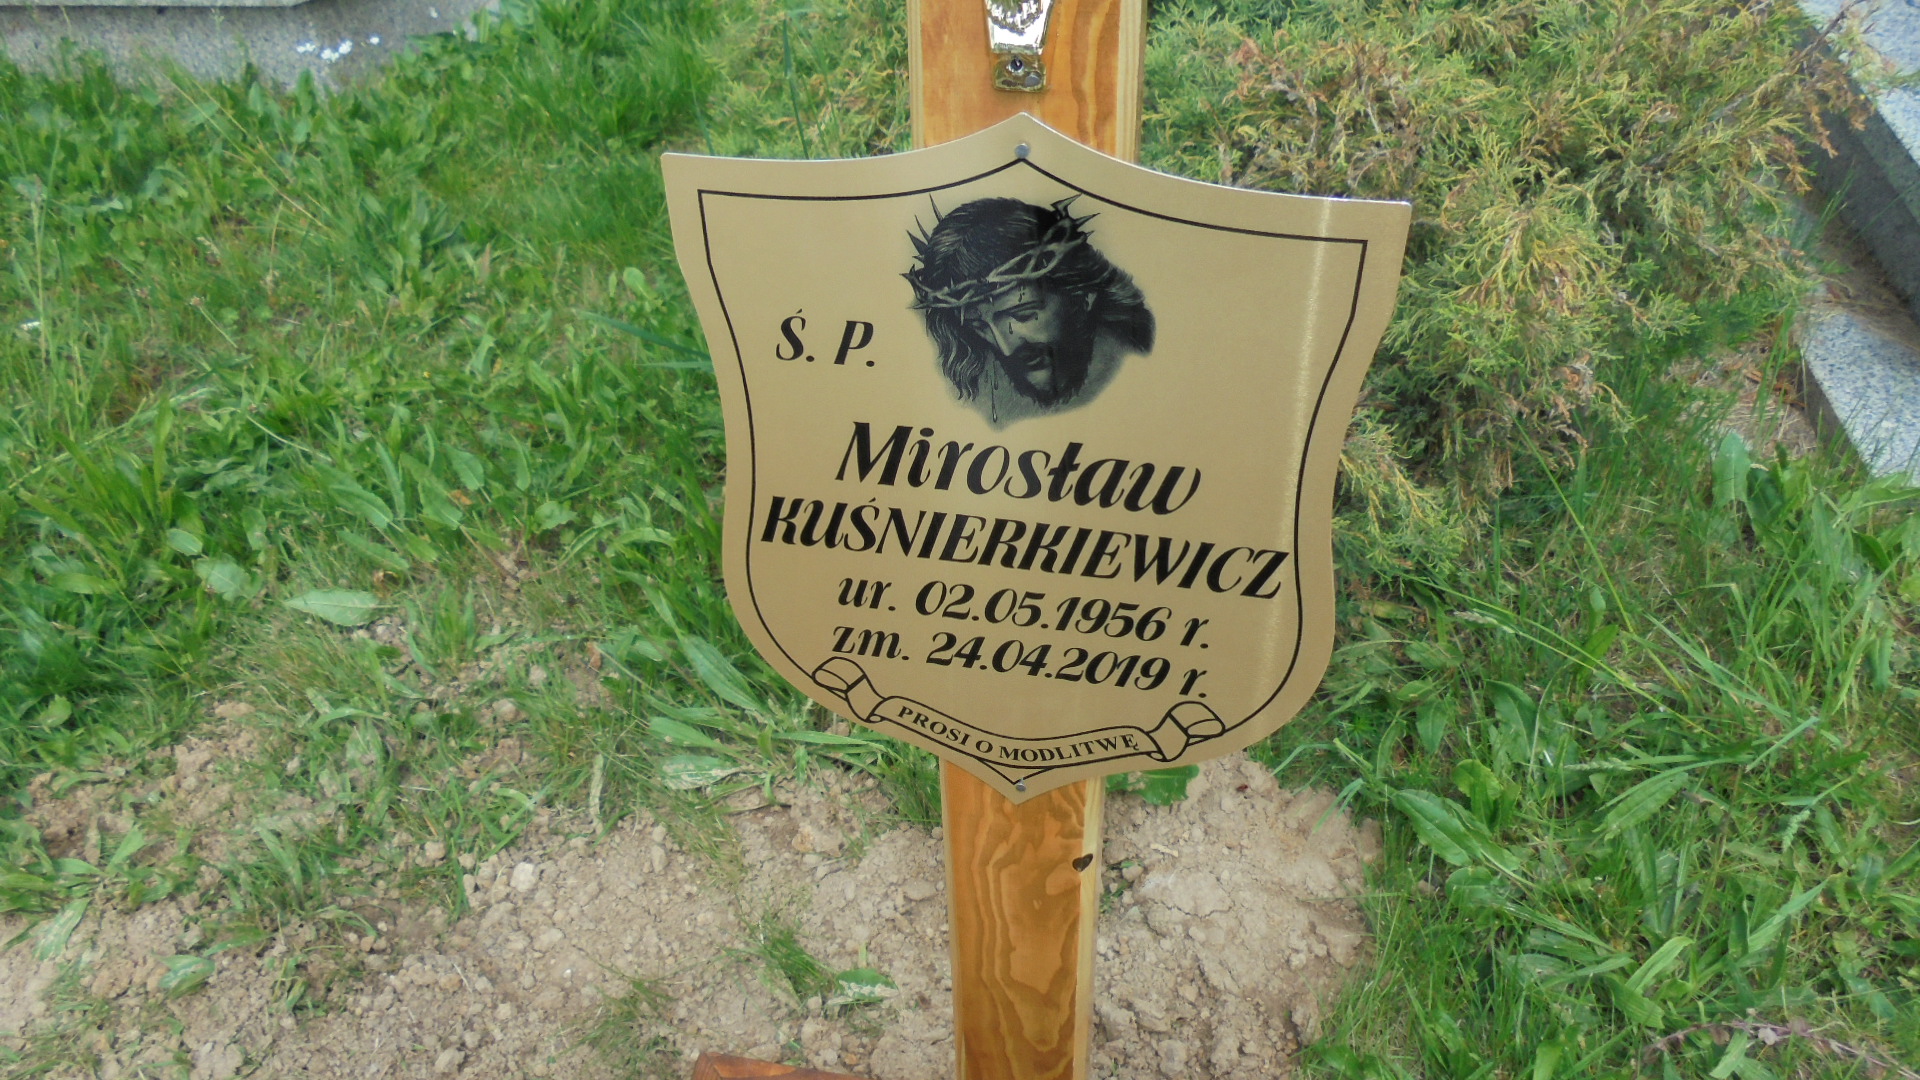 Ś. P.
Mirosław
KUŚNIERKIEWICZ
ur. 02.05.1956 r.
zm. 24.04.2019 r.
PROSI O MODLITWĘ